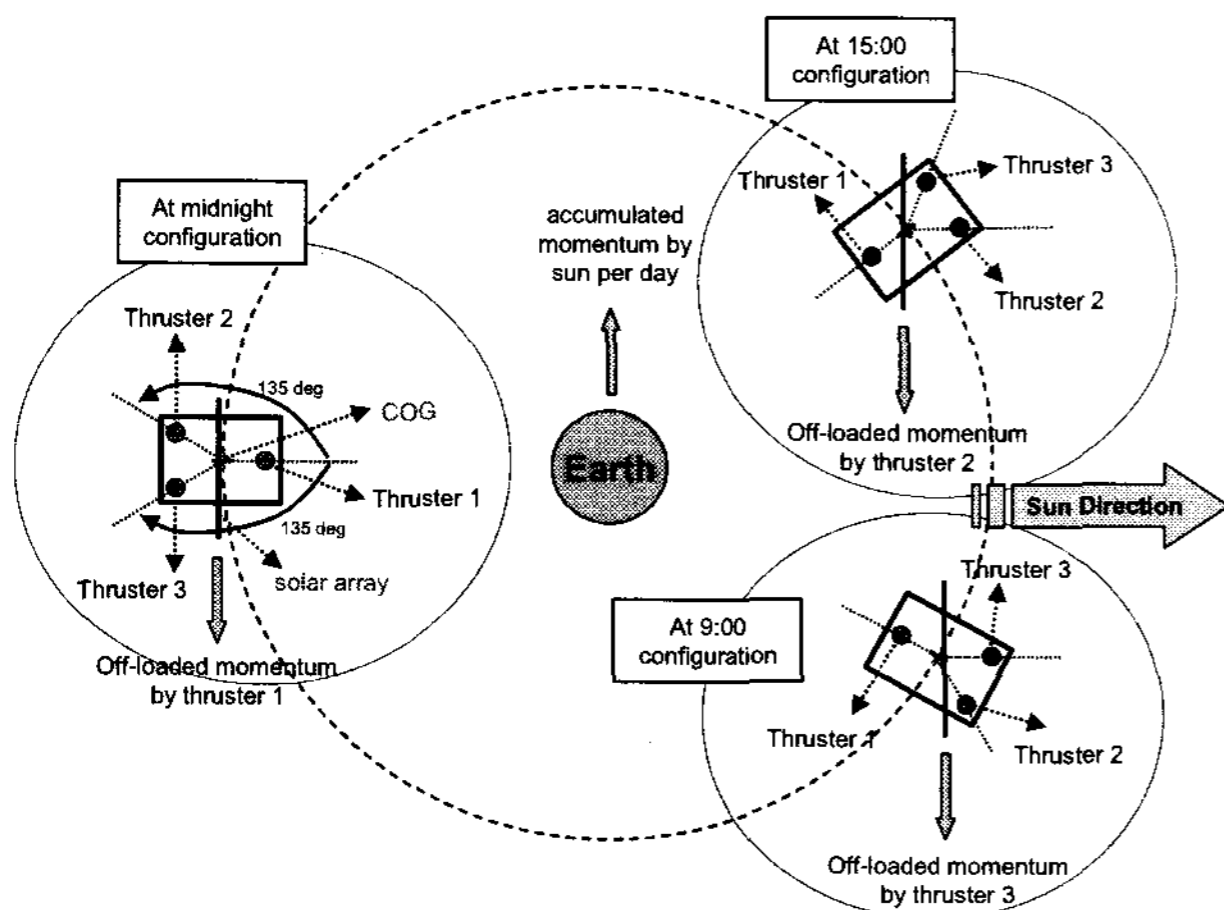 At 15:00
configuration
Thruster 1
Thruster 3
Thruster 2
Off-loaded momentum
by thruster 2
At midnight
configuration
Thruster 2
135 deg
COG
Thruster 1
135 deg
Thruster 3
solar array
Off-loaded momentum
by thruster 1
accumulated
momentum by
sun per day
Earth
Sun Direction
At 9:00
configuration
Thruster 3
Thruster 1
Thruster 2
Off-loaded momentum
by thruster 3